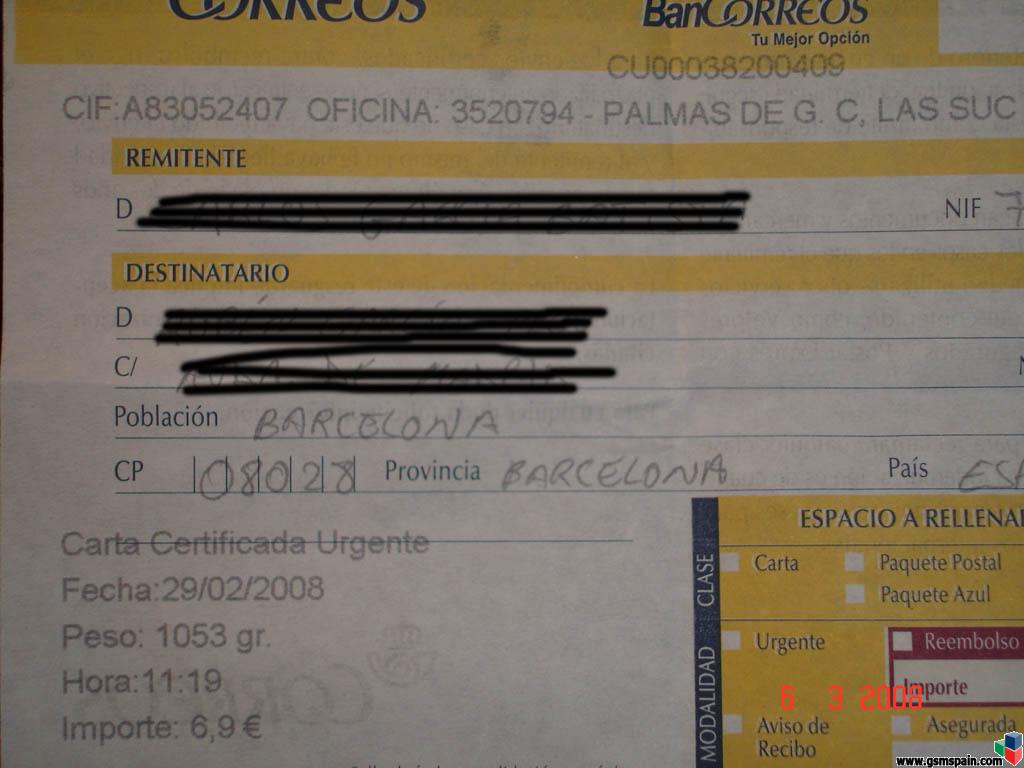 CORREOS
BanCORREOS
Tu Mejor Opción
CU00038200409
CIF:A83052407 OFICINA: 3520794 - PALMAS DE G. C, LAS SUC
REMITENTE
D NIF 7
DESTINATARIO
D
C/
Población BARCELONA
CP 08028 Provincia BARCELONA País ESP
Carta Certificada Urgente
Fecha:29/02/2008
Peso: 1053 gr.
Hora:11:19
Importe: 6,9 €
ESPACIO A RELLENAR
CLASE
Carta
Paquete Postal
Paquete Azul
MODALIDAD
Urgente
Reembolso
Importe
6 3 2008
Aviso de
Recibo
Asegurada
www.gsmspain.com